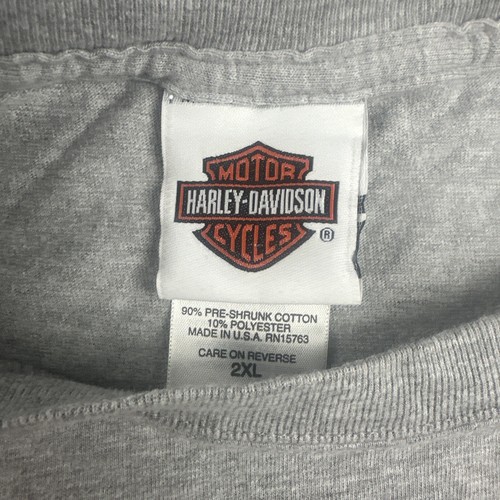 MOTOR
HARLEY-DAVIDSON
CYCLES
®
90% PRE-SHRUNK COTTON
10% POLYESTER
MADE IN U.S.A. RN15763
CARE ON REVERSE
2XL